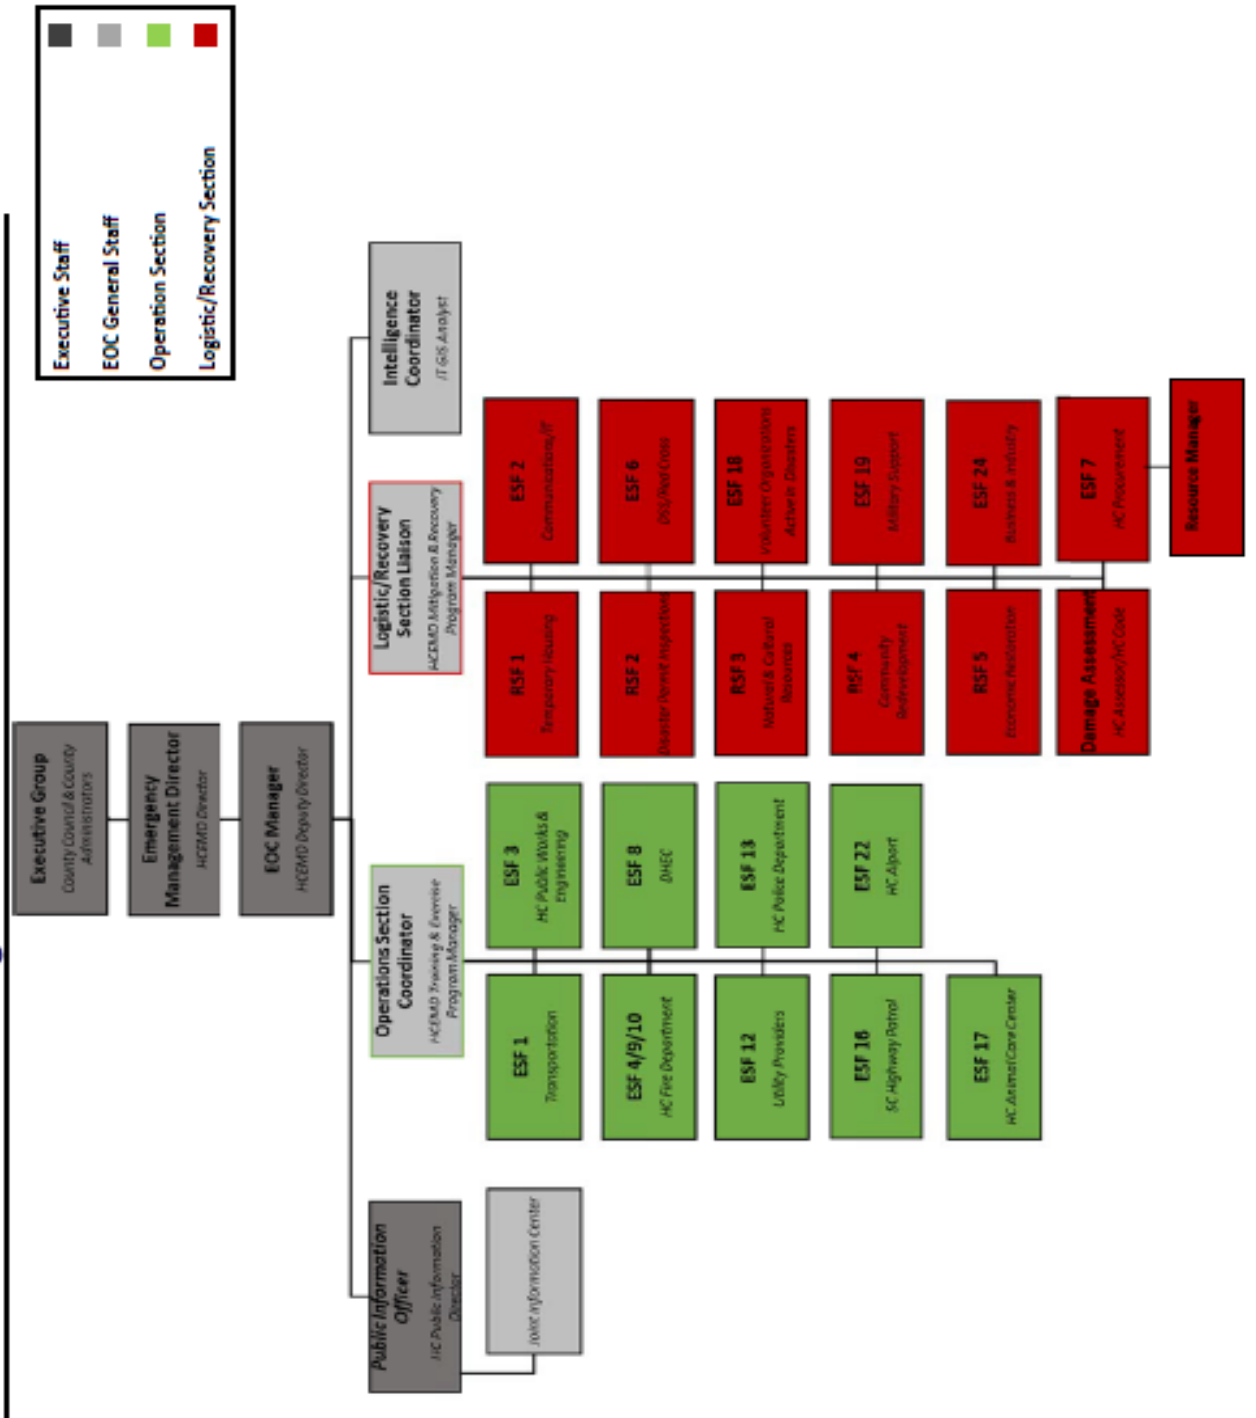 Executive Staff
EOC General Staff
Operation Section
Logistic/Recovery Section
Executive Group
County Council & County
Administrators
Emergency
Management Director
HCEMD Director
EOC Manager
HCEMD Deputy Director
Public Information
Officer
HC Public Information
Director
Operations Section
Coordinator
HCEMD Training & Exercise
Program Manager
Logistic/Recovery
Section Liaison
HCEMD Mitigation & Recovery
Program Manager
Intelligence
Coordinator
IT GIS Analyst
Joint Information Center
ESF 1
Transportation
ESF 3
HC Public Works &
Engineering
RSF 1
Temporary Housing
ESF 2
Communications/IT
ESF 4/9/10
HC Fire Department
ESF 8
DHEC
RSF 2
Disaster Permit Inspections
ESF 6
DSS/Red Cross
ESF 12
Utility Providers
ESF 13
HC Police Department
RSF 3
Natural & Cultural
Resources
ESF 18
Volunteer Organizations
Active in Disasters
ESF 16
SC Highway Patrol
ESF 22
HC Aiport
RSF 4
Community
Redevelopment
ESF 19
Military Support
ESF 17
HC Animal Care Center
RSF 5
Economic Restoration
ESF 24
Business & Industry
Damage Assessment
HC Assessor/HC Code
ESF 7
HC Procurement
Resource Manager